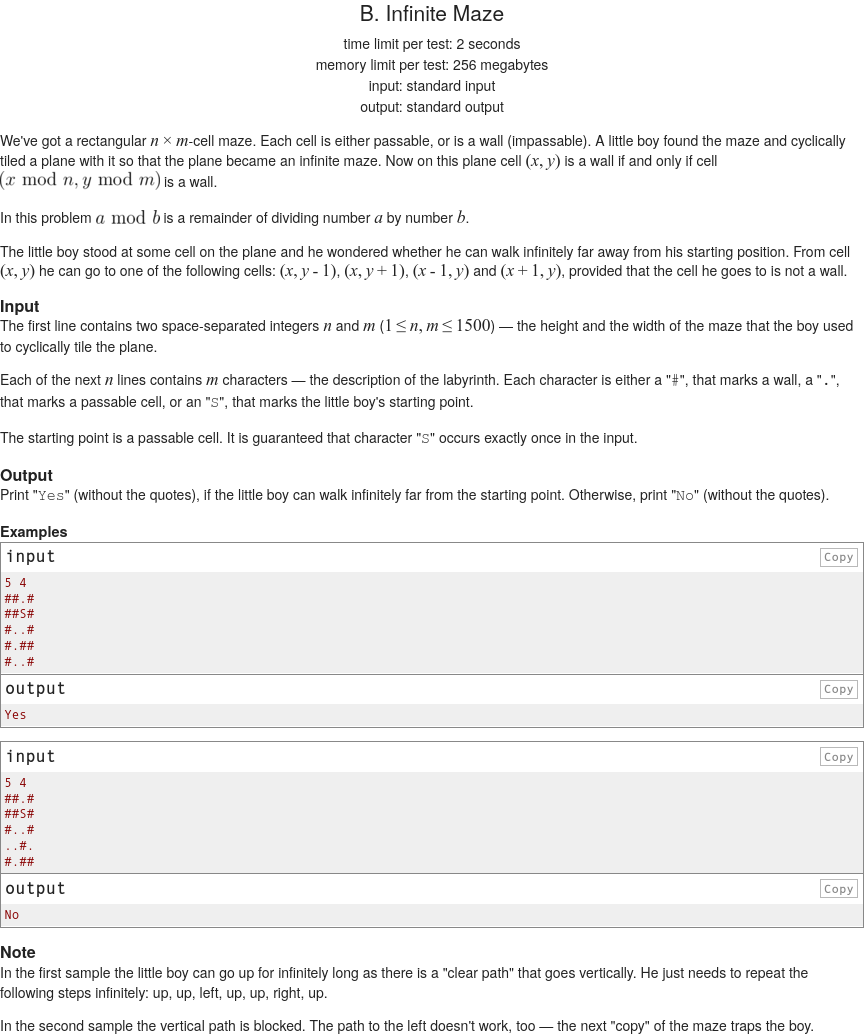 B. Infinite Maze
time limit per test: 2 seconds
memory limit per test: 256 megabytes
input: standard input
output: standard output
We've got a rectangular n × m-cell maze. Each cell is either passable, or is a wall (impassable). A little boy found the maze and cyclically
tiled a plane with it so that the plane became an infinite maze. Now on this plane cell (x, y) is a wall if and only if cell
(x mod n, y mod m) is a wall.
In this problem a mod b is a remainder of dividing number a by number b.
The little boy stood at some cell on the plane and he wondered whether he can walk infinitely far away from his starting position. From cell
(x, y) he can go to one of the following cells: (x, y - 1), (x, y + 1), (x - 1, y) and (x + 1, y), provided that the cell he goes to is not a wall.
Input
The first line contains two space-separated integers n and m (1 ≤ n, m ≤ 1500) — the height and the width of the maze that the boy used
to cyclically tile the plane.
Each of the next n lines contains m characters — the description of the labyrinth. Each character is either a "#", that marks a wall, a ".",
that marks a passable cell, or an "S", that marks the little boy's starting point.
The starting point is a passable cell. It is guaranteed that character "S" occurs exactly once in the input.
Output
Print "Yes" (without the quotes), if the little boy can walk infinitely far from the starting point. Otherwise, print "No" (without the quotes).
Examples
input Copy
5 4
##.#
##S#
#..#
#.##
#..#
output Copy
Yes
input Copy
5 4
##.#
##S#
#..#
..#.
#.##
output Copy
No
Note
In the first sample the little boy can go up for infinitely long as there is a "clear path" that goes vertically. He just needs to repeat the
following steps infinitely: up, up, left, up, up, right, up.
In the second sample the vertical path is blocked. The path to the left doesn't work, too — the next "copy" of the maze traps the boy.